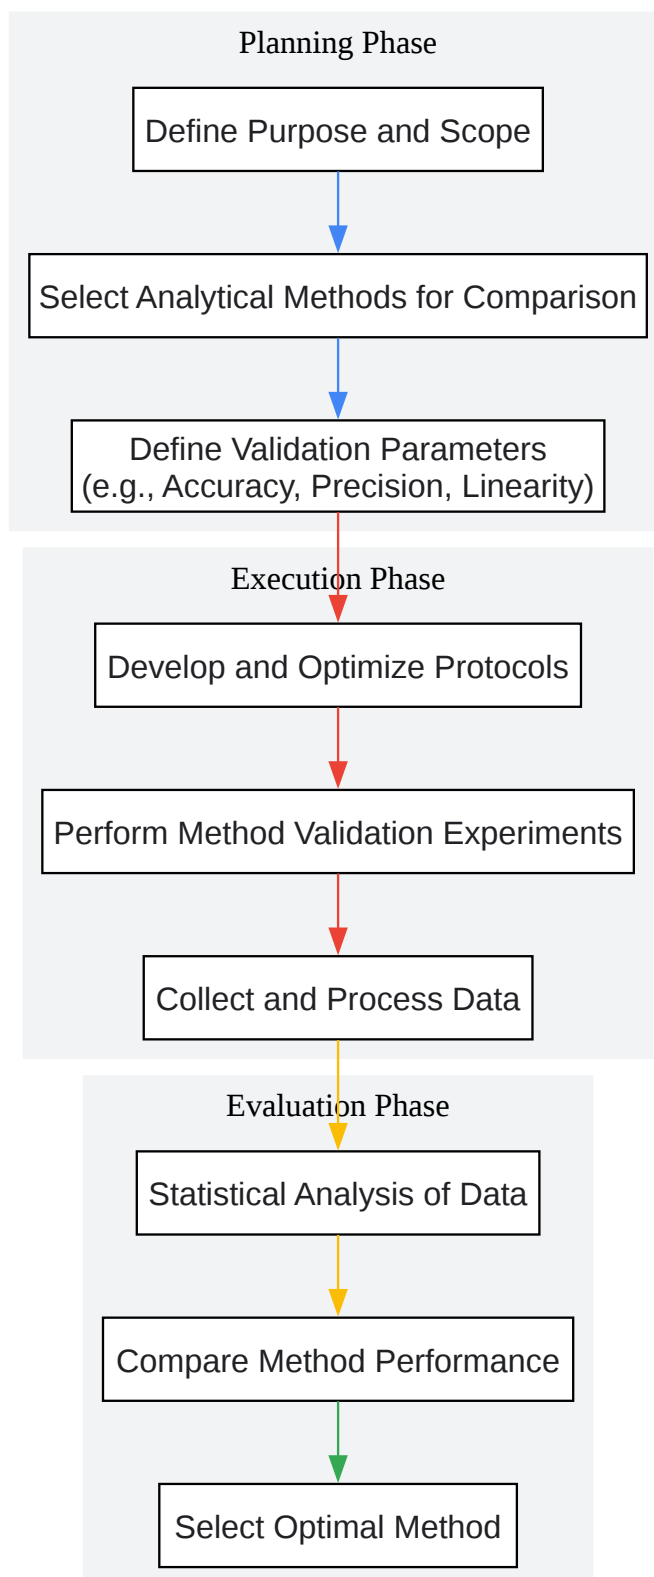 Planning Phase
Define Purpose and Scope
Select Analytical Methods for Comparison
Define Validation Parameters
(e.g., Accuracy, Precision, Linearity)
Execution Phase
Develop and Optimize Protocols
Perform Method Validation Experiments
Collect and Process Data
Evaluation Phase
Statistical Analysis of Data
Compare Method Performance
Select Optimal Method